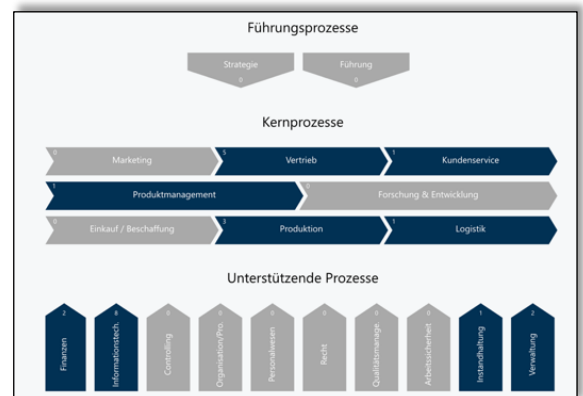 Führungsprozesse
Strategie
0
Führung
0
Kernprozesse
0
Marketing
5
Vertrieb
1
Kundenservice
1
Produktmanagement
0
Forschung & Entwicklung
0
Einkauf / Beschaffung
3
Produktion
1
Logistik
Unterstützende Prozesse
2
Finanzen
8
Informationstech.
0
Controlling
0
Organisation/Pro.
0
Personalwesen
0
Recht
0
Qualitätsmanage.
0
Arbeitssicherheit
1
Instandhaltung
2
Verwaltung